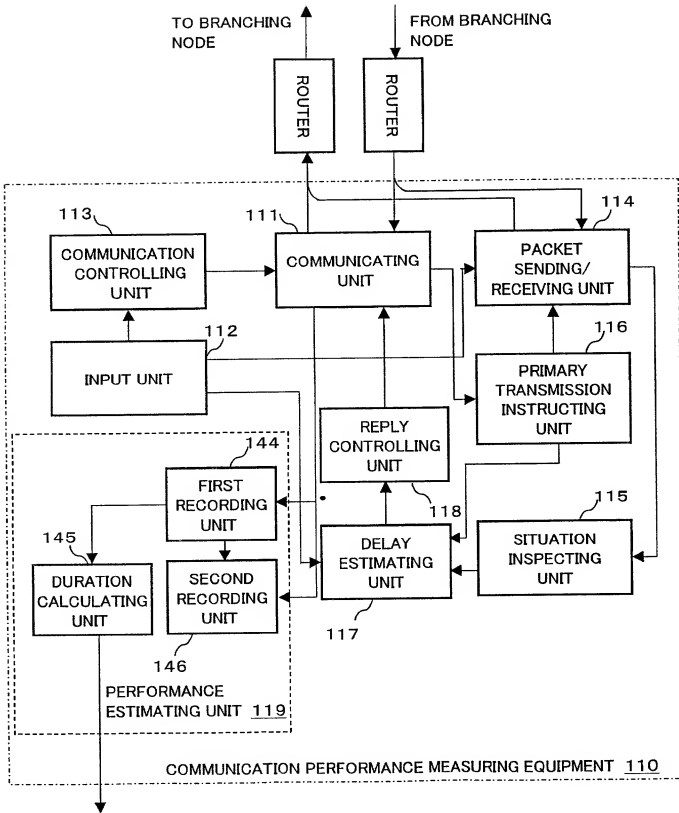 TO BRANCHING
NODE
FROM BRANCHING
NODE
ROUTER
ROUTER
113
111
114
COMMUNICATION
CONTROLLING
UNIT
COMMUNICATING
UNIT
PACKET
SENDING/
RECEIVING UNIT
112
116
INPUT UNIT
PRIMARY
TRANSMISSION
INSTRUCTING
UNIT
REPLY
CONTROLLING
UNIT
144
118
115
FIRST
RECORDING
UNIT
145
DELAY
ESTIMATING
UNIT
SITUATION
INSPECTING
UNIT
DURATION
CALCULATING
UNIT
SECOND
RECORDING
UNIT
117
146
PERFORMANCE
ESTIMATING UNIT 119
COMMUNICATION PERFORMANCE MEASURING EQUIPMENT 110